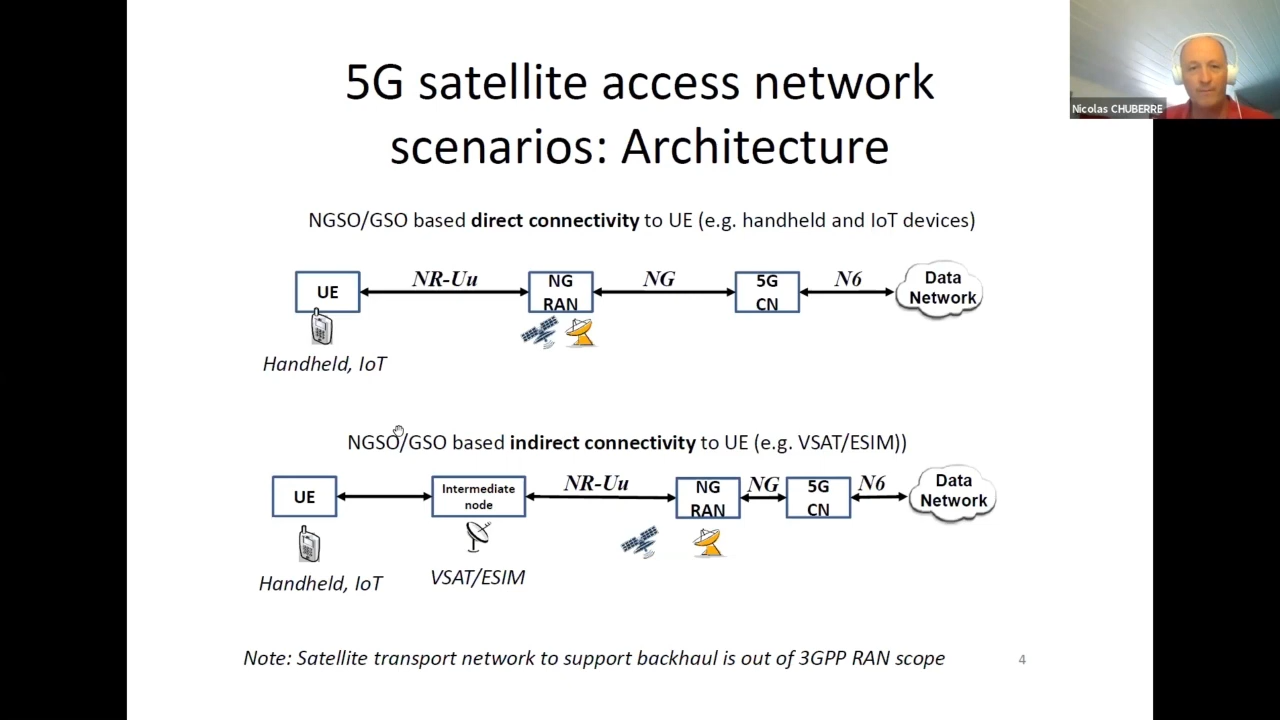 5G satellite access network
scenarios: Architecture
Nicolas CHUBERRE
NGSO/GSO based direct connectivity to UE (e.g. handheld and IoT devices)
UE
NR-Uu
NG
RAN
NG
5G
CN
N6
Data
Network
Handheld, IoT
NGSO/GSO based indirect connectivity to UE (e.g. VSAT/ESIM))
UE
Intermediate
node
NR-Uu
NG
RAN
NG
5G
CN
N6
Data
Network
Handheld, IoT
VSAT/ESIM
Note: Satellite transport network to support backhaul is out of 3GPP RAN scope
4